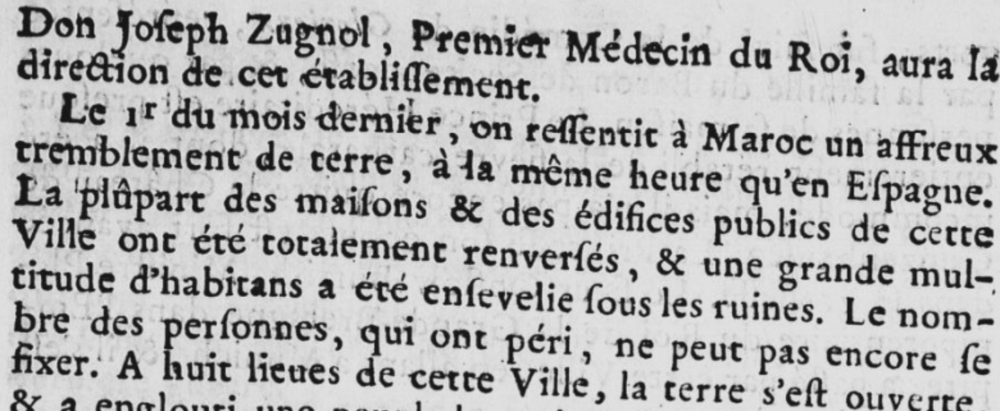 Don Joſeph Zugnol, Premier Médecin du Roi, aura la
direction de cet établiſſement.
Le 1r du mois dernier, on reſſentit à Maroc un affreux
tremblement de terre, à la même heure qu'en Eſpagne.
La plûpart des maiſons & des édifices publics de cette
Ville ont été totalement renverſés, & une grande mul-
titude d'habitans a été enſevelie ſous les ruines. Le nom-
bre des perſonnes, qui ont péri, ne peut pas encore ſe
fixer. A huit lieues de cette Ville, la terre s'eſt ouverte,
& a englouti une